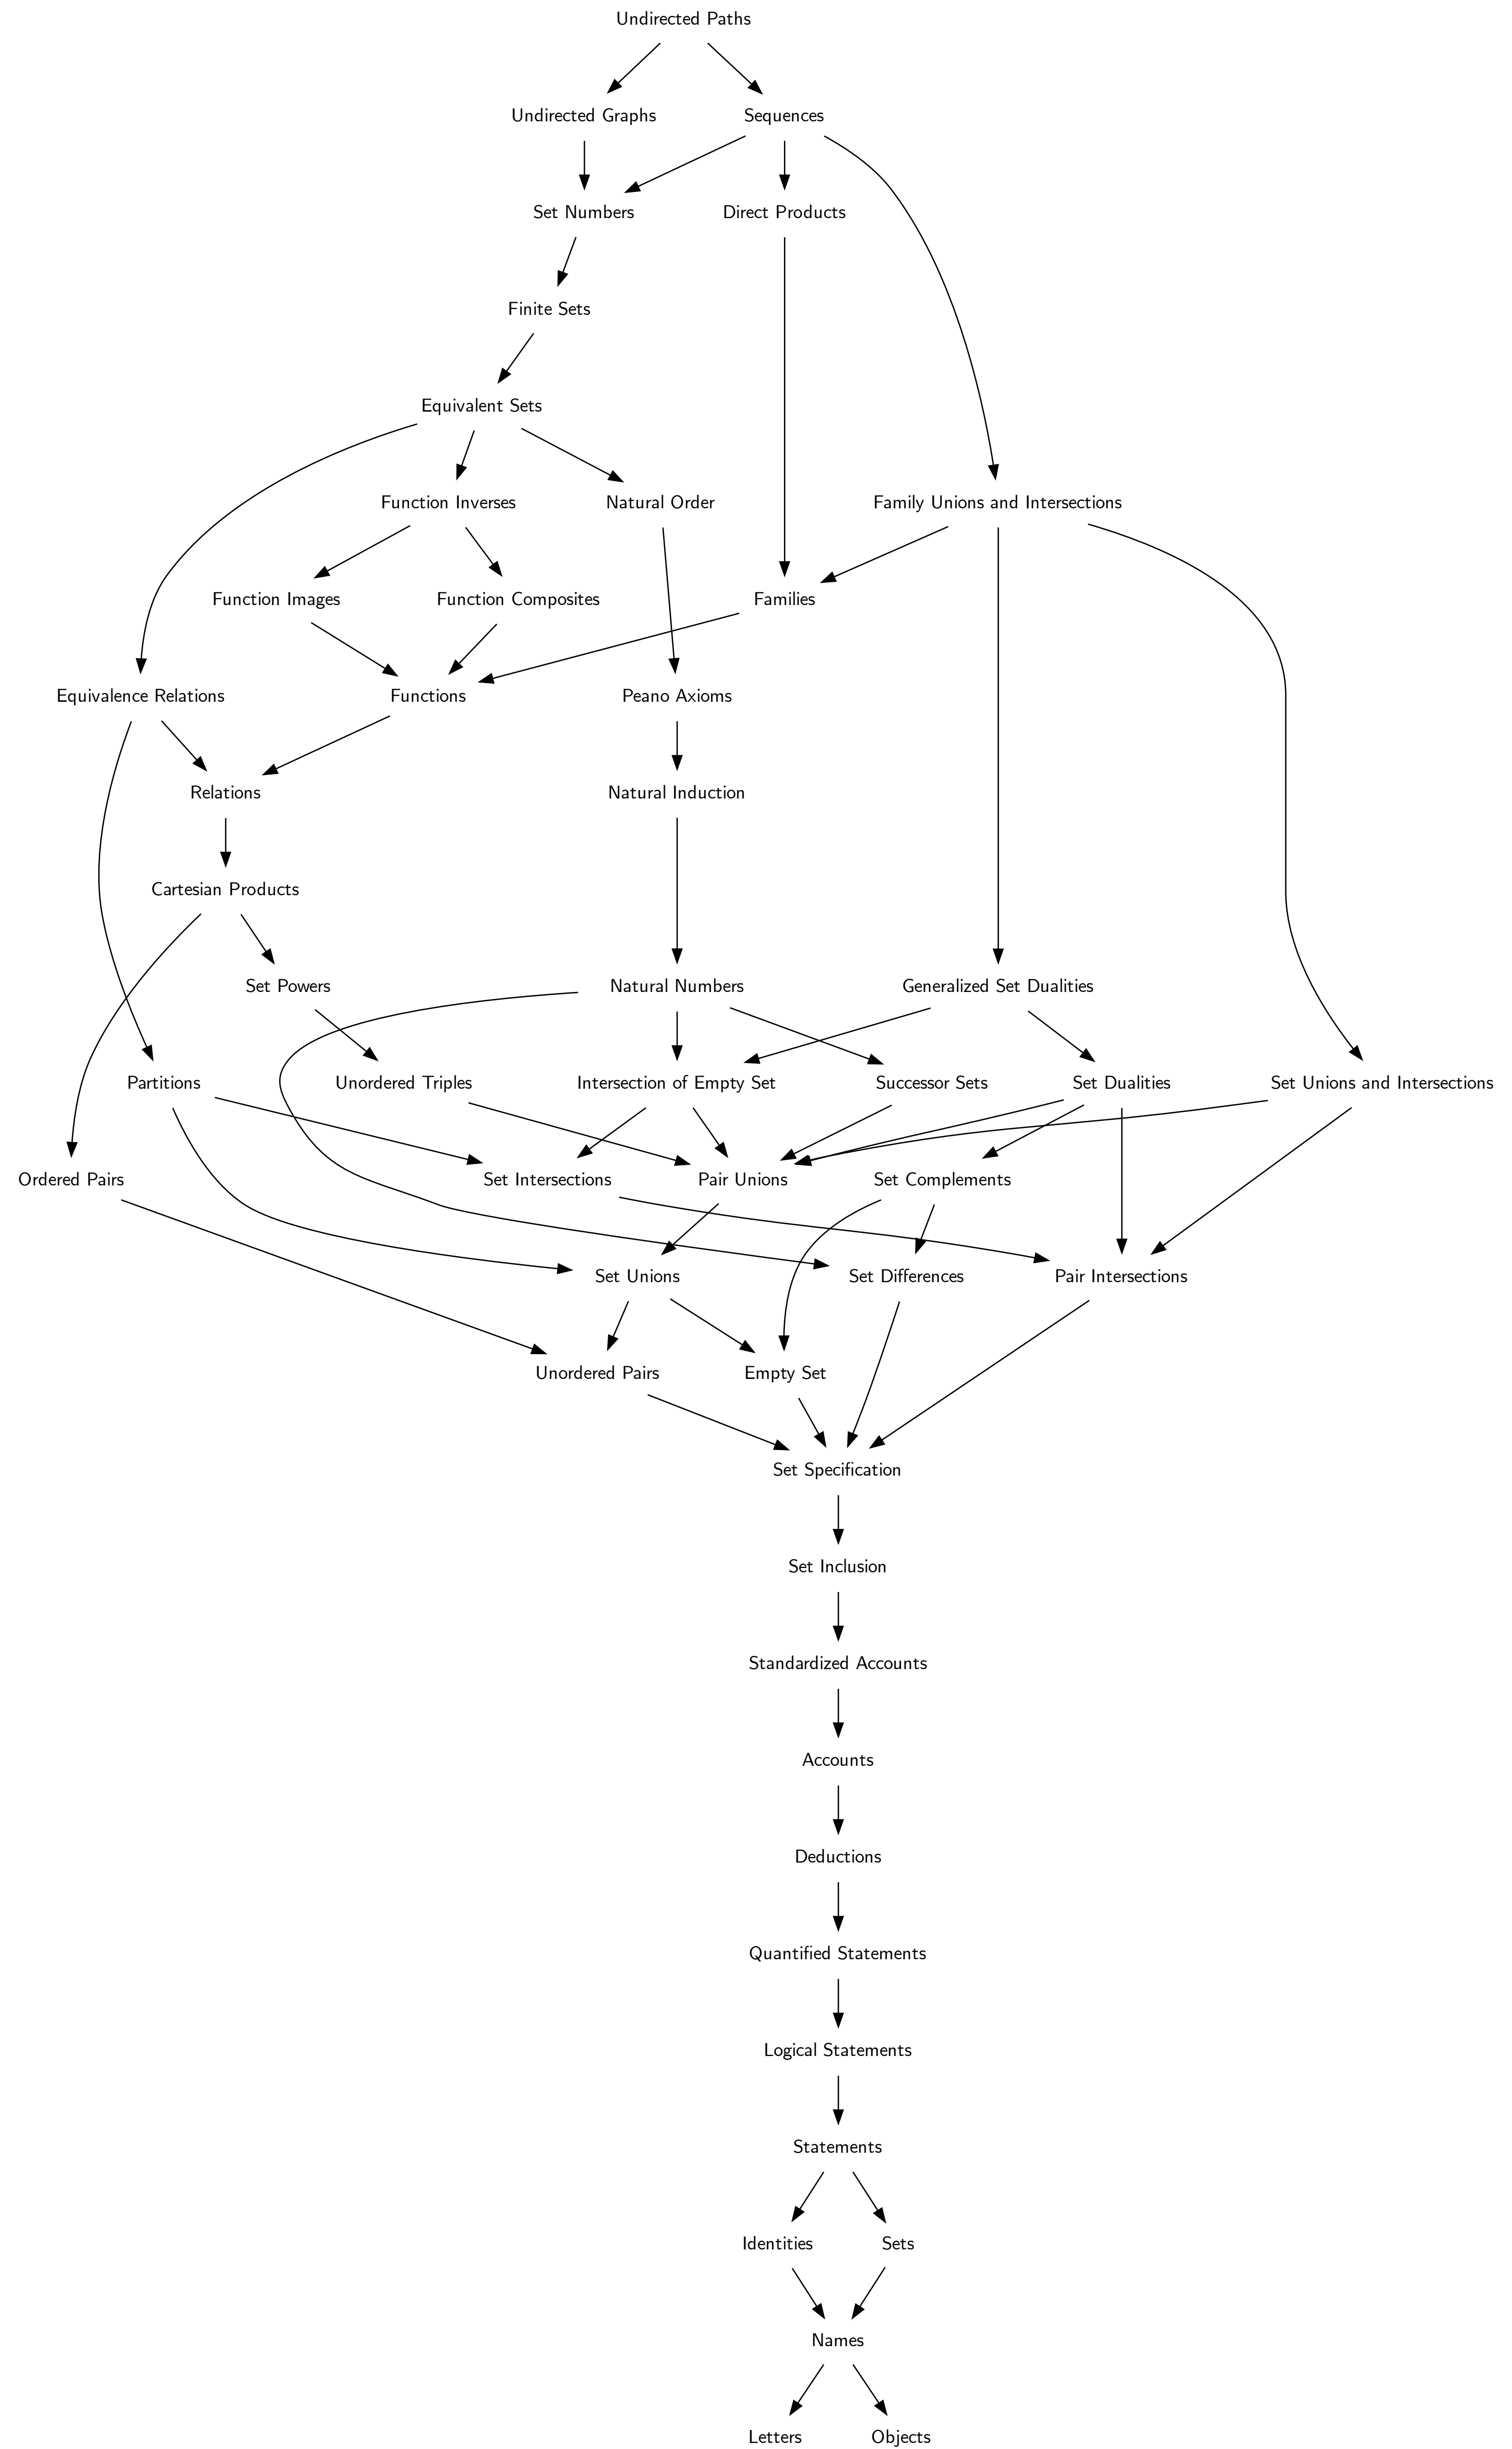 Undirected Paths
Undirected Graphs
Sequences
Set Numbers
Direct Products
Finite Sets
Equivalent Sets
Function Inverses
Natural Order
Family Unions and Intersections
Function Images
Function Composites
Families
Equivalence Relations
Functions
Peano Axioms
Relations
Natural Induction
Cartesian Products
Set Powers
Natural Numbers
Generalized Set Dualities
Partitions
Unordered Triples
Intersection of Empty Set
Successor Sets
Set Dualities
Set Unions and Intersections
Ordered Pairs
Set Intersections
Pair Unions
Set Complements
Set Unions
Set Differences
Pair Intersections
Unordered Pairs
Empty Set
Set Specification
Set Inclusion
Standardized Accounts
Accounts
Deductions
Quantified Statements
Logical Statements
Statements
Identities
Sets
Names
Letters
Objects